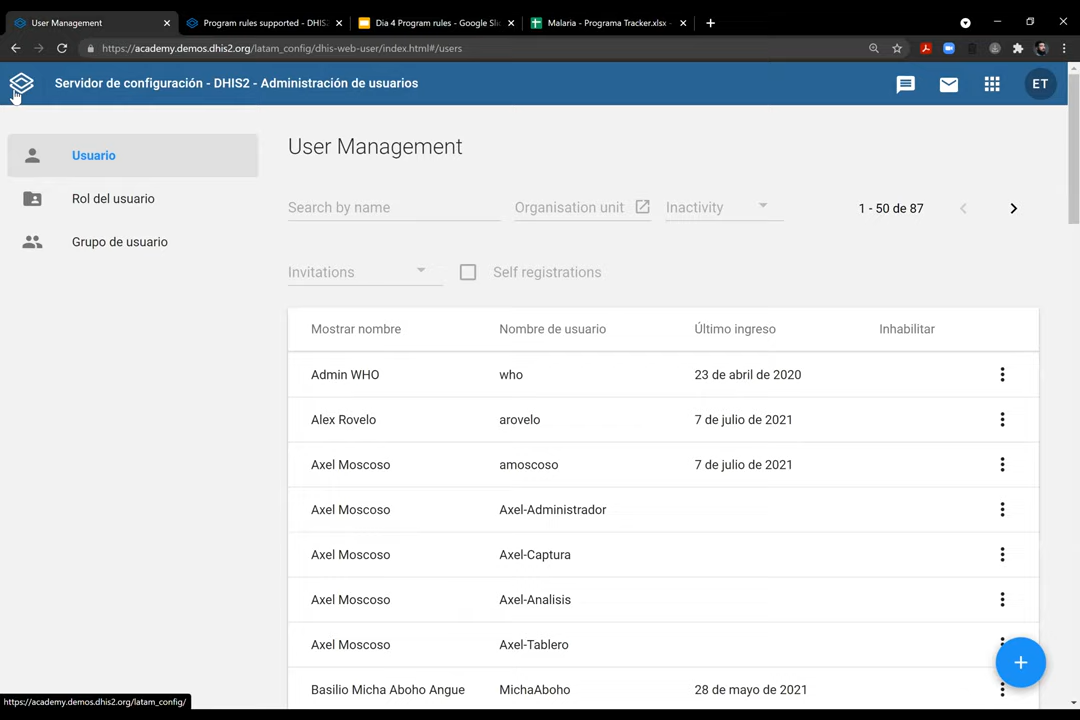 User Management
Program rules supported - DHIS
Dia 4 Program rules - Google Sli
Malaria - Programa Tracker.xlsx -
https://academy.demos.dhis2.org/latam_config/dhis-web-user/index.html#/users
Servidor de configuración - DHIS2 - Administración de usuarios
ET
Usuario
Rol del usuario
Grupo de usuario
User Management
Search by name
Organisation unit
Inactivity
1 - 50 de 87
Invitations
Self registrations
Mostrar nombre Nombre de usuario Último ingreso Inhabilitar
Admin WHO who 23 de abril de 2020
Alex Rovelo arovelo 7 de julio de 2021
Axel Moscoso amoscoso 7 de julio de 2021
Axel Moscoso Axel-Administrador
Axel Moscoso Axel-Captura
Axel Moscoso Axel-Analisis
Axel Moscoso Axel-Tablero
Basilio Micha Aboho Angue MichaAboho 28 de mayo de 2021
https://academy.demos.dhis2.org/latam_config/